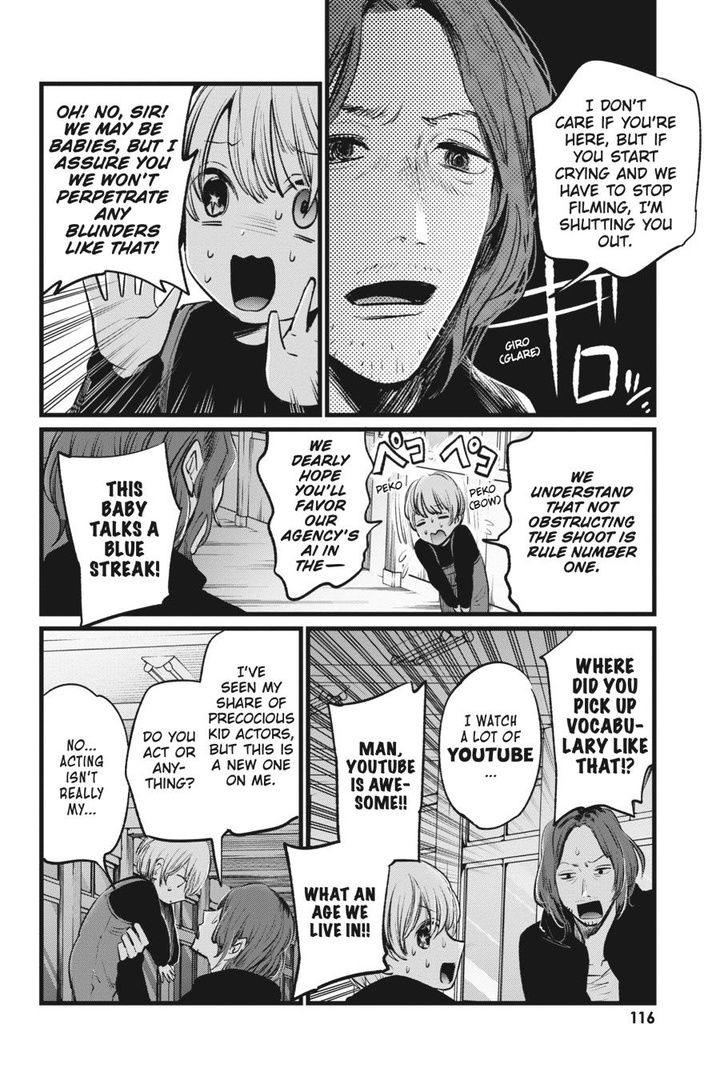 I DON'T
CARE IF YOU'RE
HERE, BUT IF
YOU START
CRYING AND WE
HAVE TO STOP
FILMING, I'M
SHUTTING YOU
OUT.
ギロ
GIRO
(GLARE)
OH! NO, SIR!
WE MAY BE
BABIES, BUT I
ASSURE YOU
WE WON'T
PERPETRATE
ANY
BLUNDERS
LIKE THAT!
WE
UNDERSTAND
THAT NOT
OBSTRUCTING
THE SHOOT IS
RULE NUMBER
ONE.
ペコ
PEKO
(BOW)
ペコ
PEKO
WE
DEARLY
HOPE
YOU'LL
FAVOR
OUR
AGENCY'S
AI IN
THE—
THIS
BABY
TALKS A
BLUE
STREAK!
WHERE
DID YOU
PICK UP
VOCABU-
LARY LIKE
THAT!?
I WATCH
A LOT OF
YOUTUBE
...
MAN,
YOUTUBE
IS AWE-
SOME!!
WHAT AN
AGE WE
LIVE IN!!
I'VE
SEEN MY
SHARE OF
PRECOCIOUS
KID ACTORS,
BUT THIS IS
A NEW ONE
ON ME.
DO YOU
ACT OR
ANY-
THING?
NO...
ACTING
ISN'T
REALLY
MY...
116